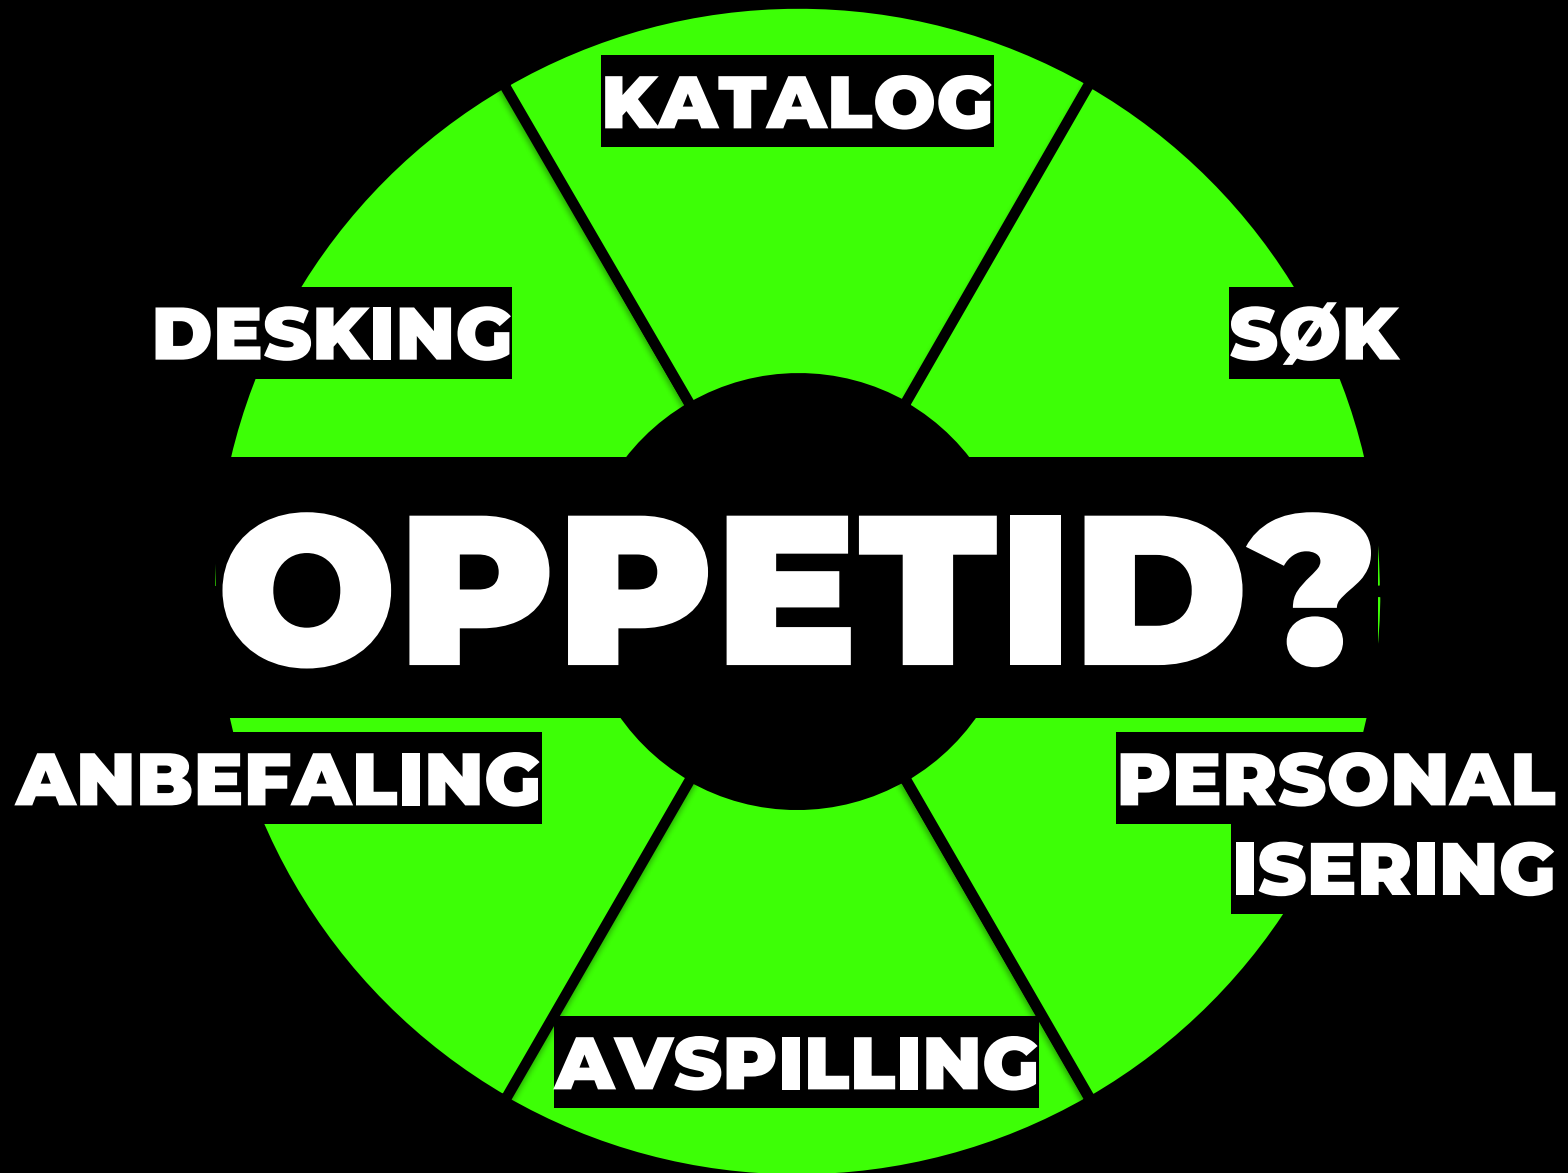 KATALOG
DESKING
SØK
OPPETID?
ANBEFALING
PERSONAL
ISERING
AVSPILLING